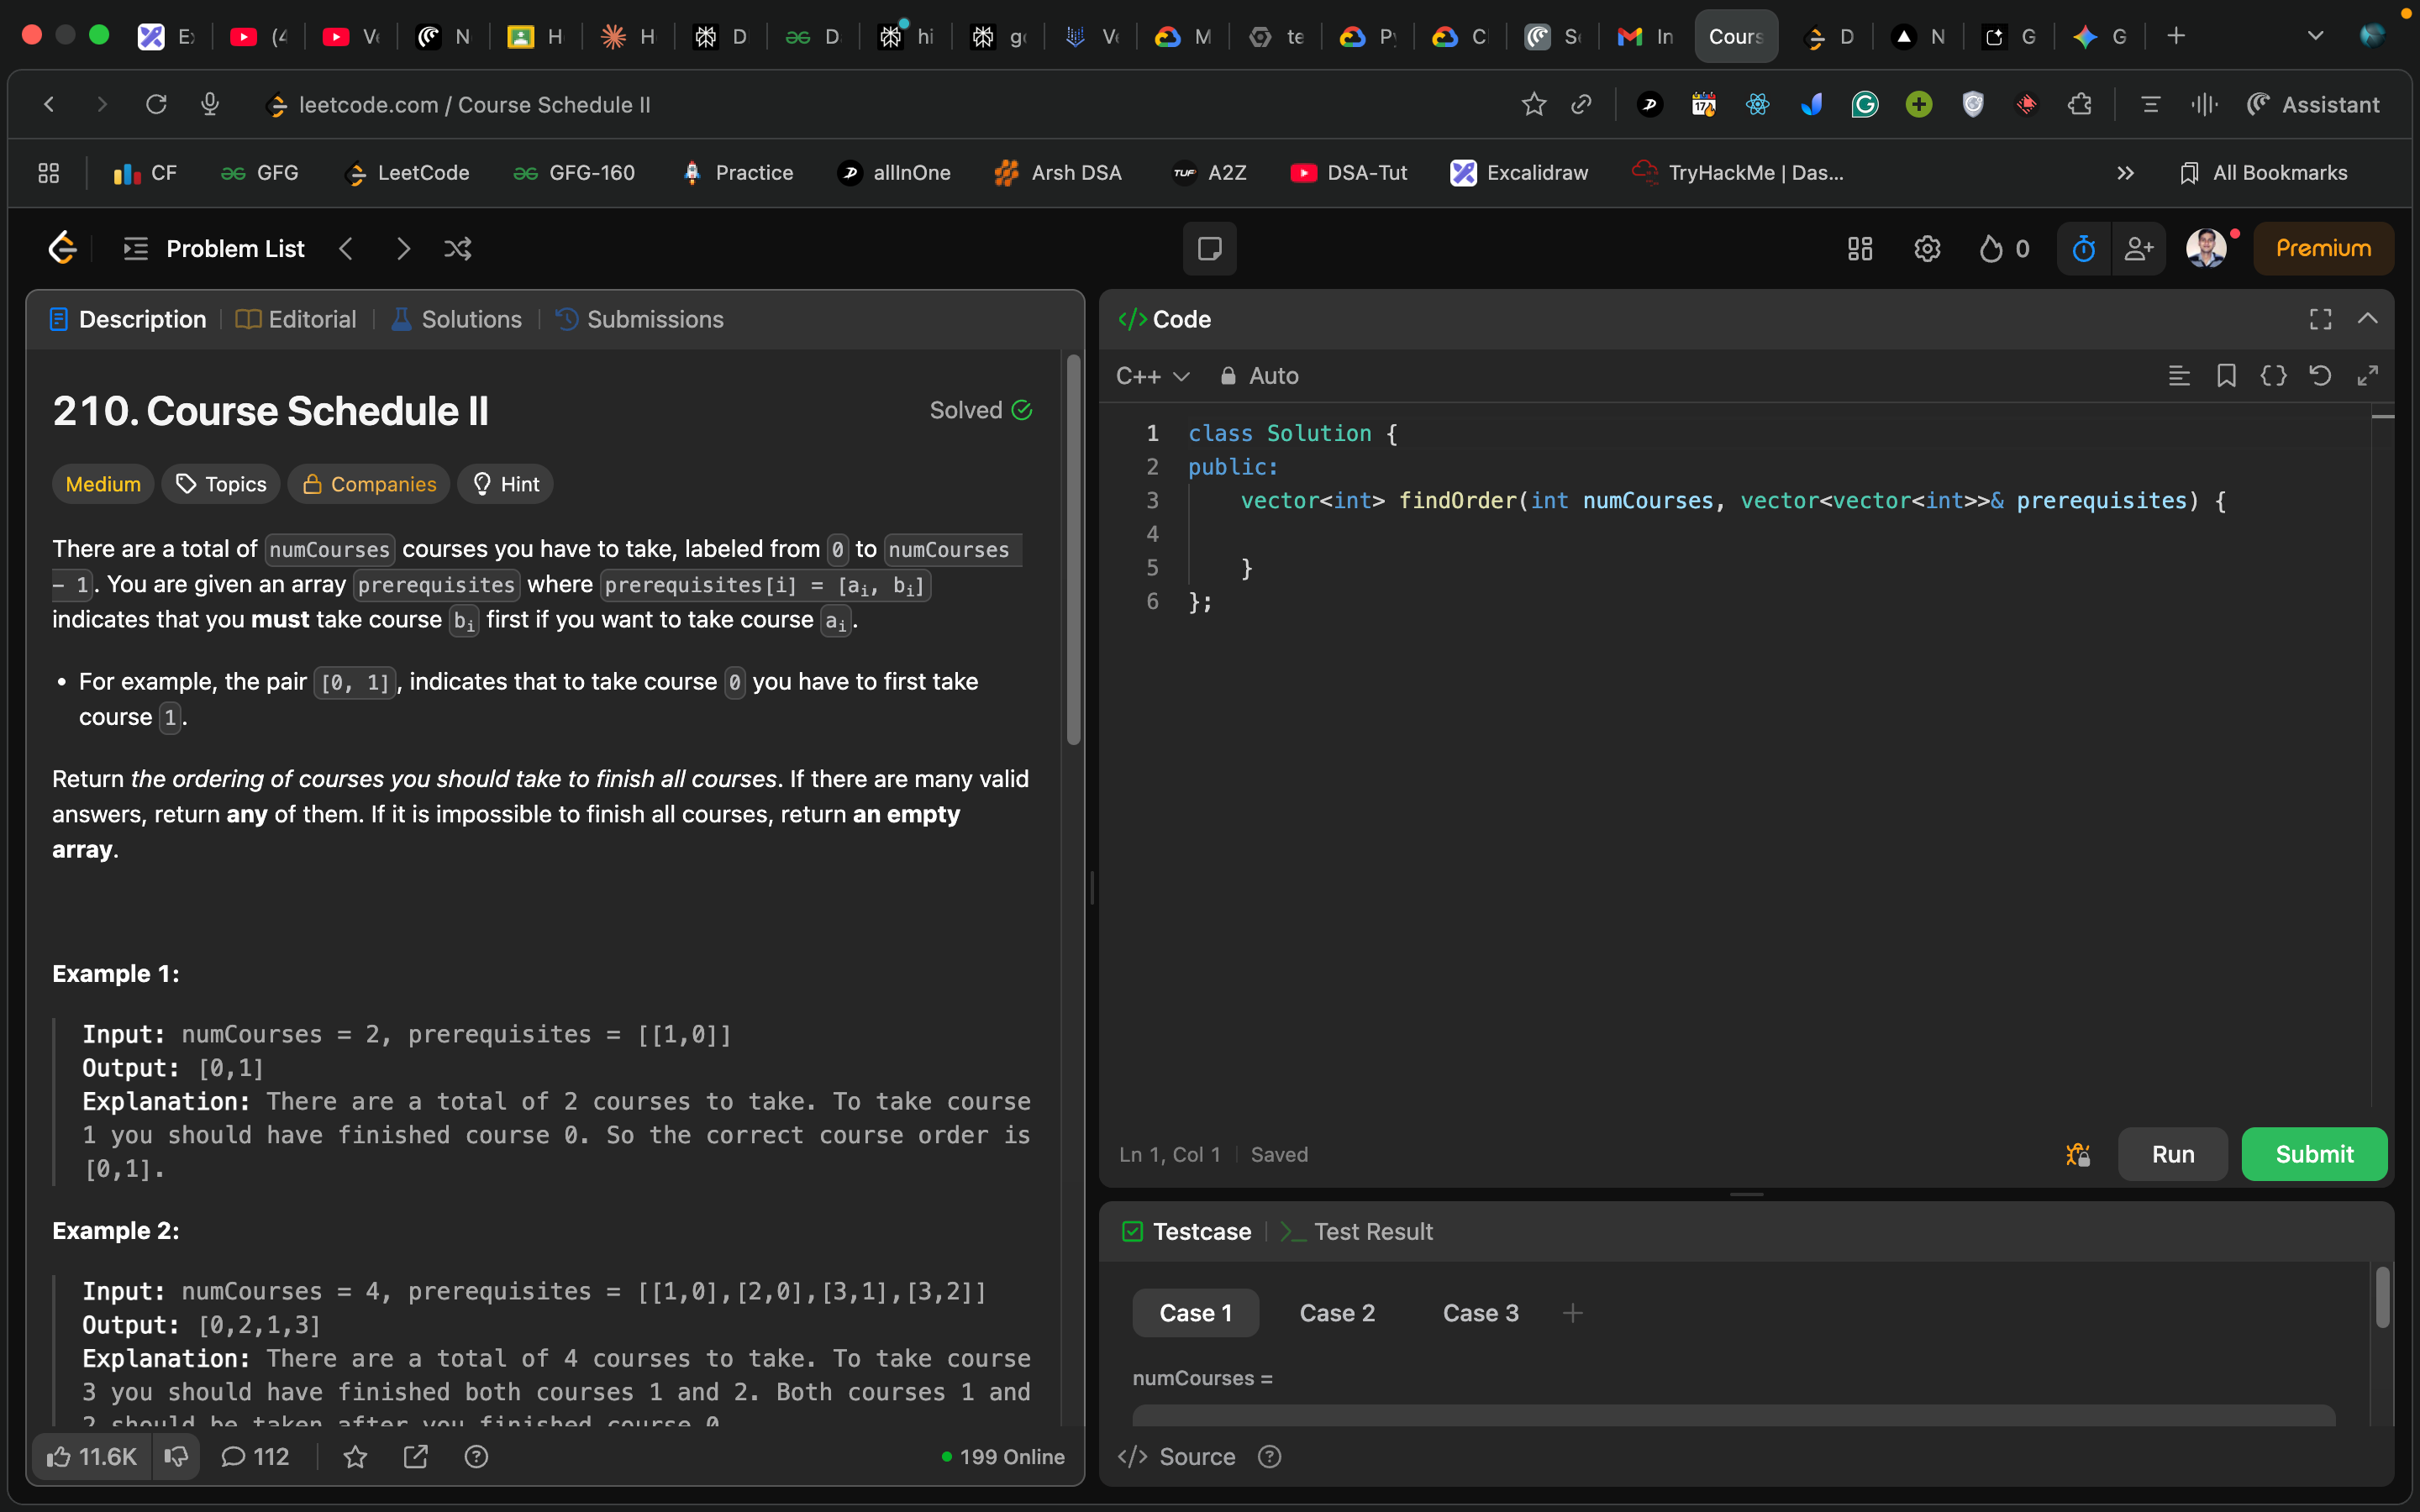 E
(4
V
N
H
H
D
D
hi
g
V
M
te
P
C
S
In
Cours
D
N
G
G
leetcode.com / Course Schedule II
Assistant
CF
GFG
LeetCode
GFG-160
Practice
allInOne
Arsh DSA
A2Z
DSA-Tut
Excalidraw
TryHackMe | Das...
All Bookmarks
Problem List
0
Premium
Description
Editorial
Solutions
Submissions
210. Course Schedule II
Solved
Medium
Topics
Companies
Hint
There are a total of numCourses courses you have to take, labeled from 0 to numCourses
- 1. You are given an array prerequisites where prerequisites[i] = [ai, bi]
indicates that you must take course bi first if you want to take course ai.
• For example, the pair [0, 1], indicates that to take course 0 you have to first take
course 1.
Return the ordering of courses you should take to finish all courses. If there are many valid
answers, return any of them. If it is impossible to finish all courses, return an empty
array.
Example 1:
Input: numCourses = 2, prerequisites = [[1,0]]
Output: [0,1]
Explanation: There are a total of 2 courses to take. To take course
1 you should have finished course 0. So the correct course order is
[0,1].
Example 2:
Input: numCourses = 4, prerequisites = [[1,0],[2,0],[3,1],[3,2]]
Output: [0,2,1,3]
Explanation: There are a total of 4 courses to take. To take course
3 you should have finished both courses 1 and 2. Both courses 1 and
2 should be taken after you finished course 0.
11.6K
112
199 Online
Code
C++
Auto
1 class Solution {
2 public:
3 vector<int> findOrder(int numCourses, vector<vector<int>>& prerequisites) {
4
5 }
6 };
Ln 1, Col 1
Saved
Run
Submit
Testcase
Test Result
Case 1
Case 2
Case 3
numCourses =
Source